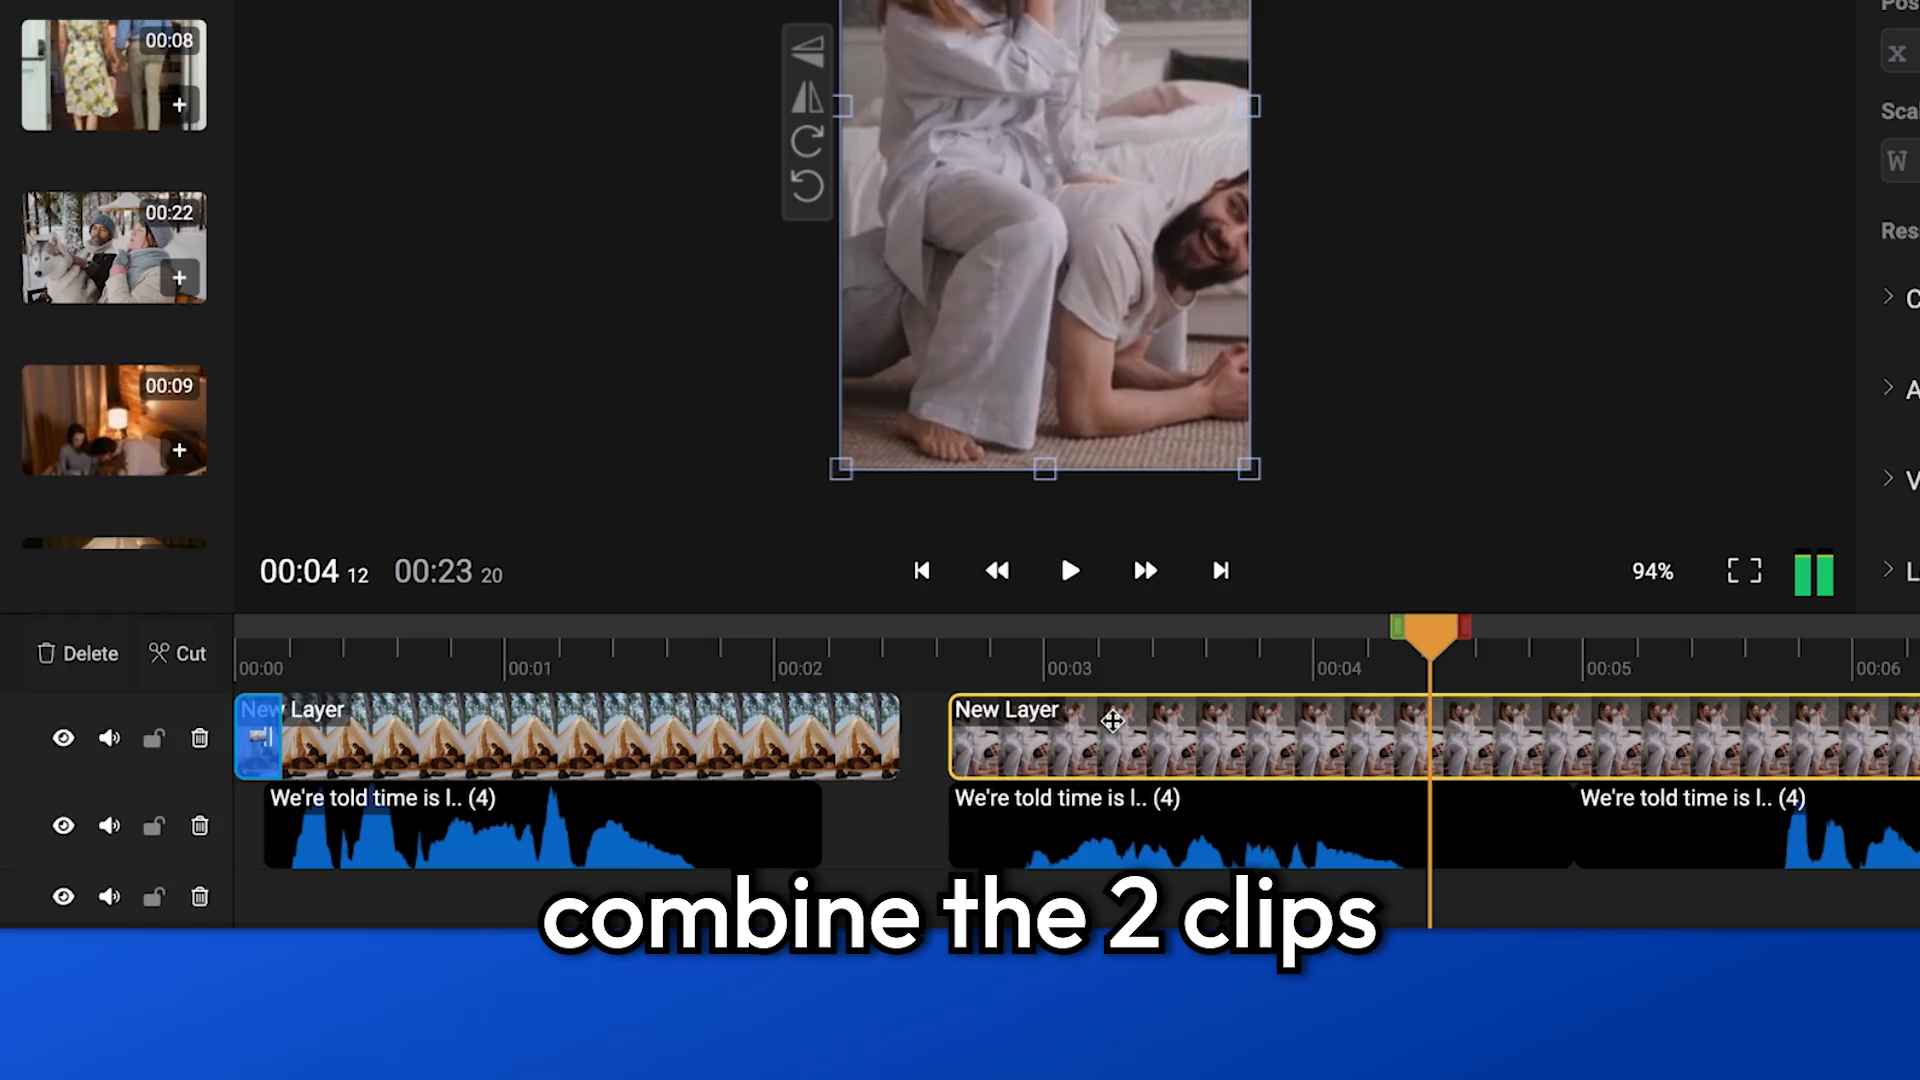 00:08
00:22
00:09
Pos
X
Sca
W
Res
C
A
V
L
00:04 12 00:23 20
94%
Delete Cut
00:00 00:01 00:02 00:03 00:04 00:05 00:06
New Layer New Layer
We're told time is l.. (4) We're told time is l.. (4) We're told time is l.. (4)
combine the 2 clips